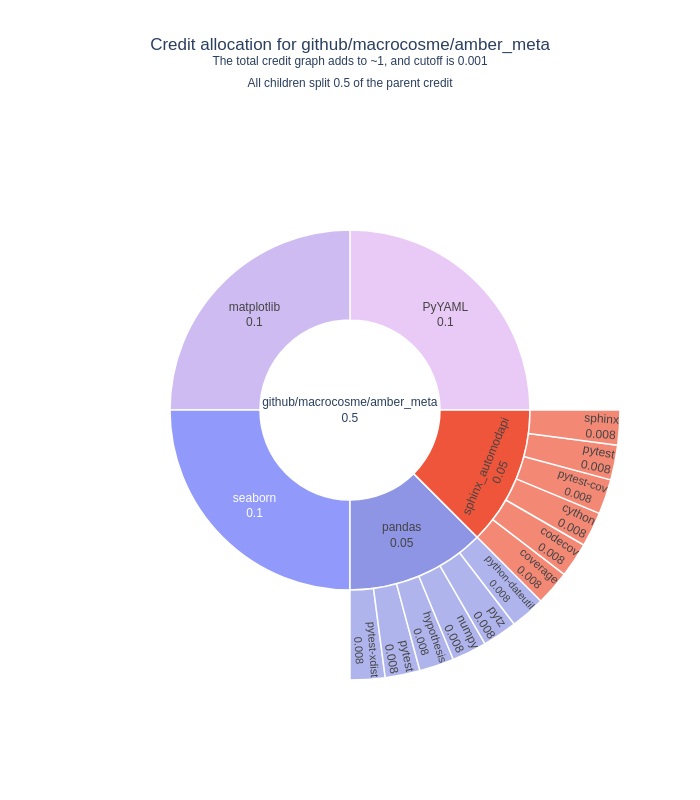 Credit allocation for github/macrocosme/amber_meta
The total credit graph adds to ~1, and cutoff is 0.001
All children split 0.5 of the parent credit
matplotlib
0.1
PyYAML
0.1
github/macrocosme/amber_meta
0.5
seaborn
0.1
pandas
0.05
sphinx_automodapi
0.05
sphinx
0.008
pytest
0.008
pytest-cov
0.008
cython
0.008
codecov
0.008
coverage
0.008
python-dateutil
0.008
pytz
0.008
numpy
0.008
hypothesis
0.008
pytest
0.008
pytest-xdist
0.008